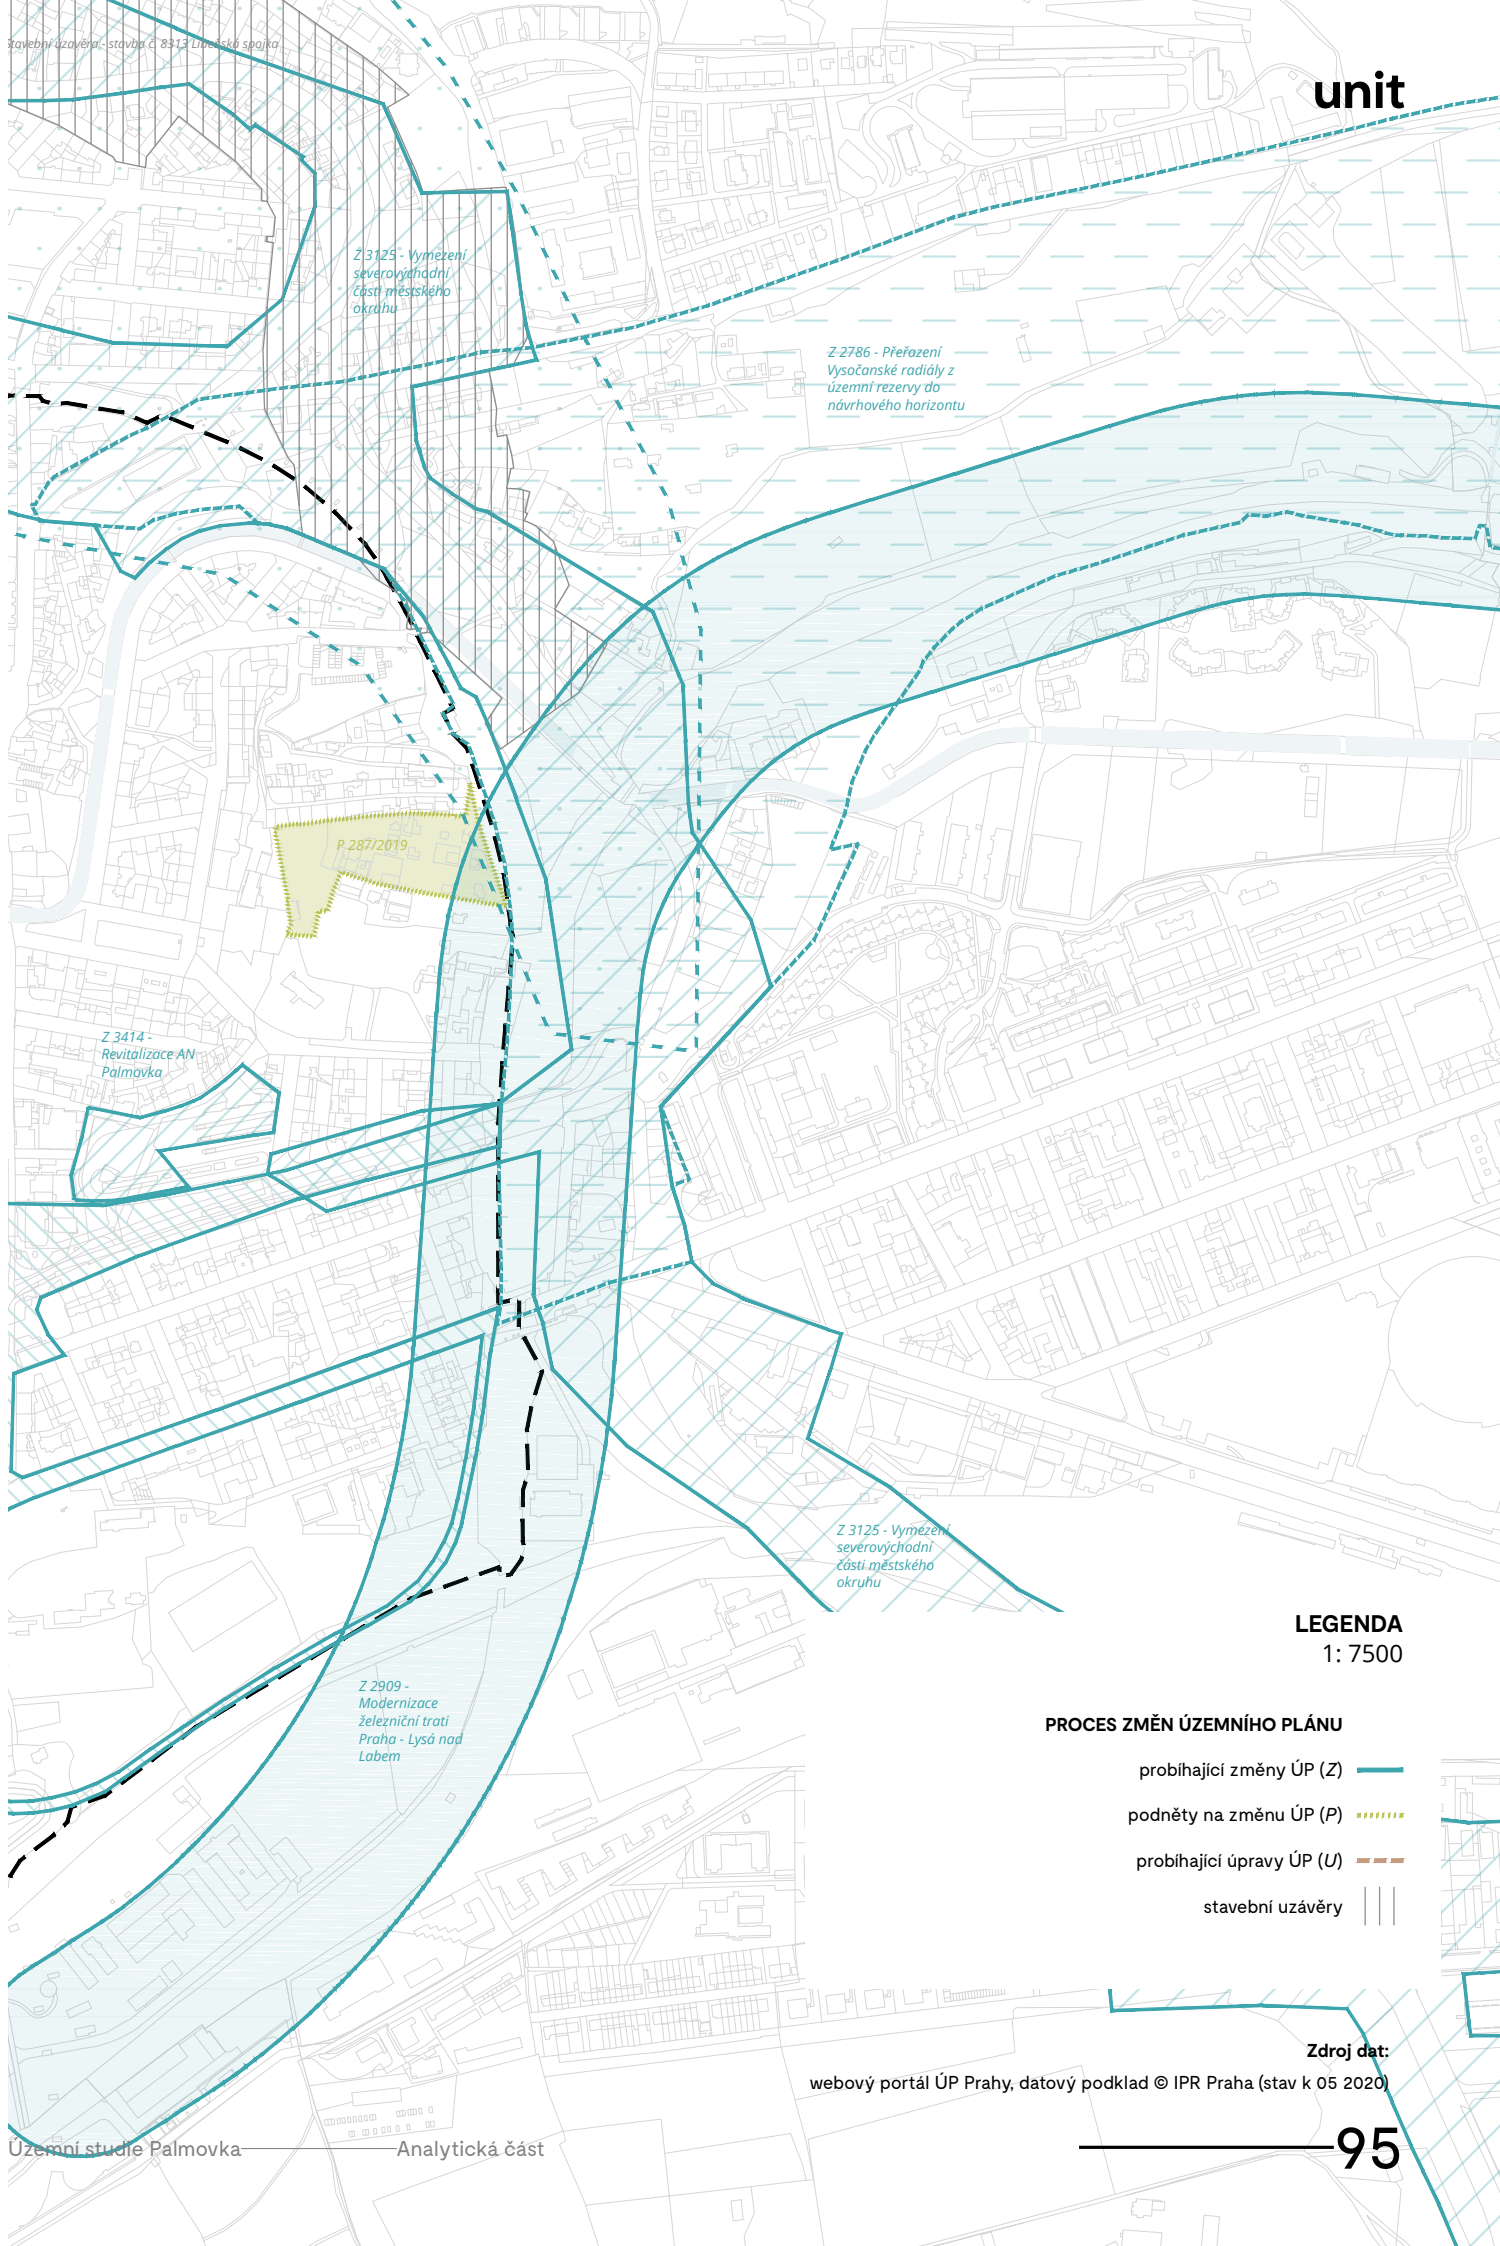 Stavební uzávěra - stavba č. 8313 Libeňská spojka
unit
Z 3125 - Vymezení
severovýchodní
části městského
okruhu
Z 2786 - Přeřazení
Vysočanské radiály z
územní rezervy do
návrhového horizontu
P 287/2019
Z 3414 -
Revitalizace AN
Palmovka
Z 3125 - Vymezení
severovýchodní
části městského
okruhu
Z 2909 -
Modernizace
železniční trati
Praha - Lysá nad
Labem
LEGENDA
1: 7500
PROCES ZMĚN ÚZEMNÍHO PLÁNU
probíhající změny ÚP (Z)
podněty na změnu ÚP (P)
probíhající úpravy ÚP (U)
stavební uzávěry
Zdroj dat:
webový portál ÚP Prahy, datový podklad © IPR Praha (stav k 05 2020)
Územní studie Palmovka Analytická část 95